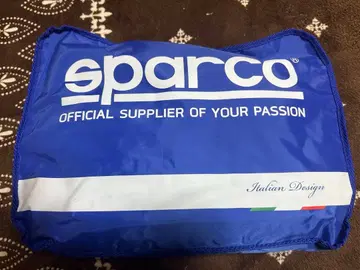 sparco®
OFFICIAL SUPPLIER OF YOUR PASSION
Italian Design